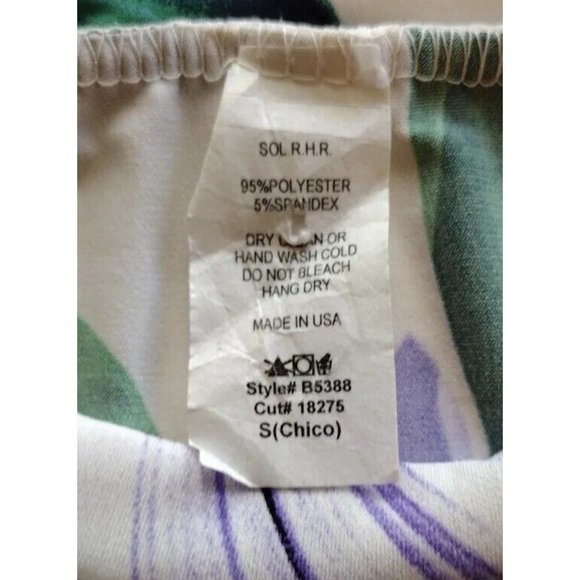 SOL R.H.R.
95%POLYESTER
5%SPANDEX
DRY CLEAN OR
HAND WASH COLD
DO NOT BLEACH
HANG DRY
MADE IN USA
Style# B5388
Cut# 18275
S(Chico)